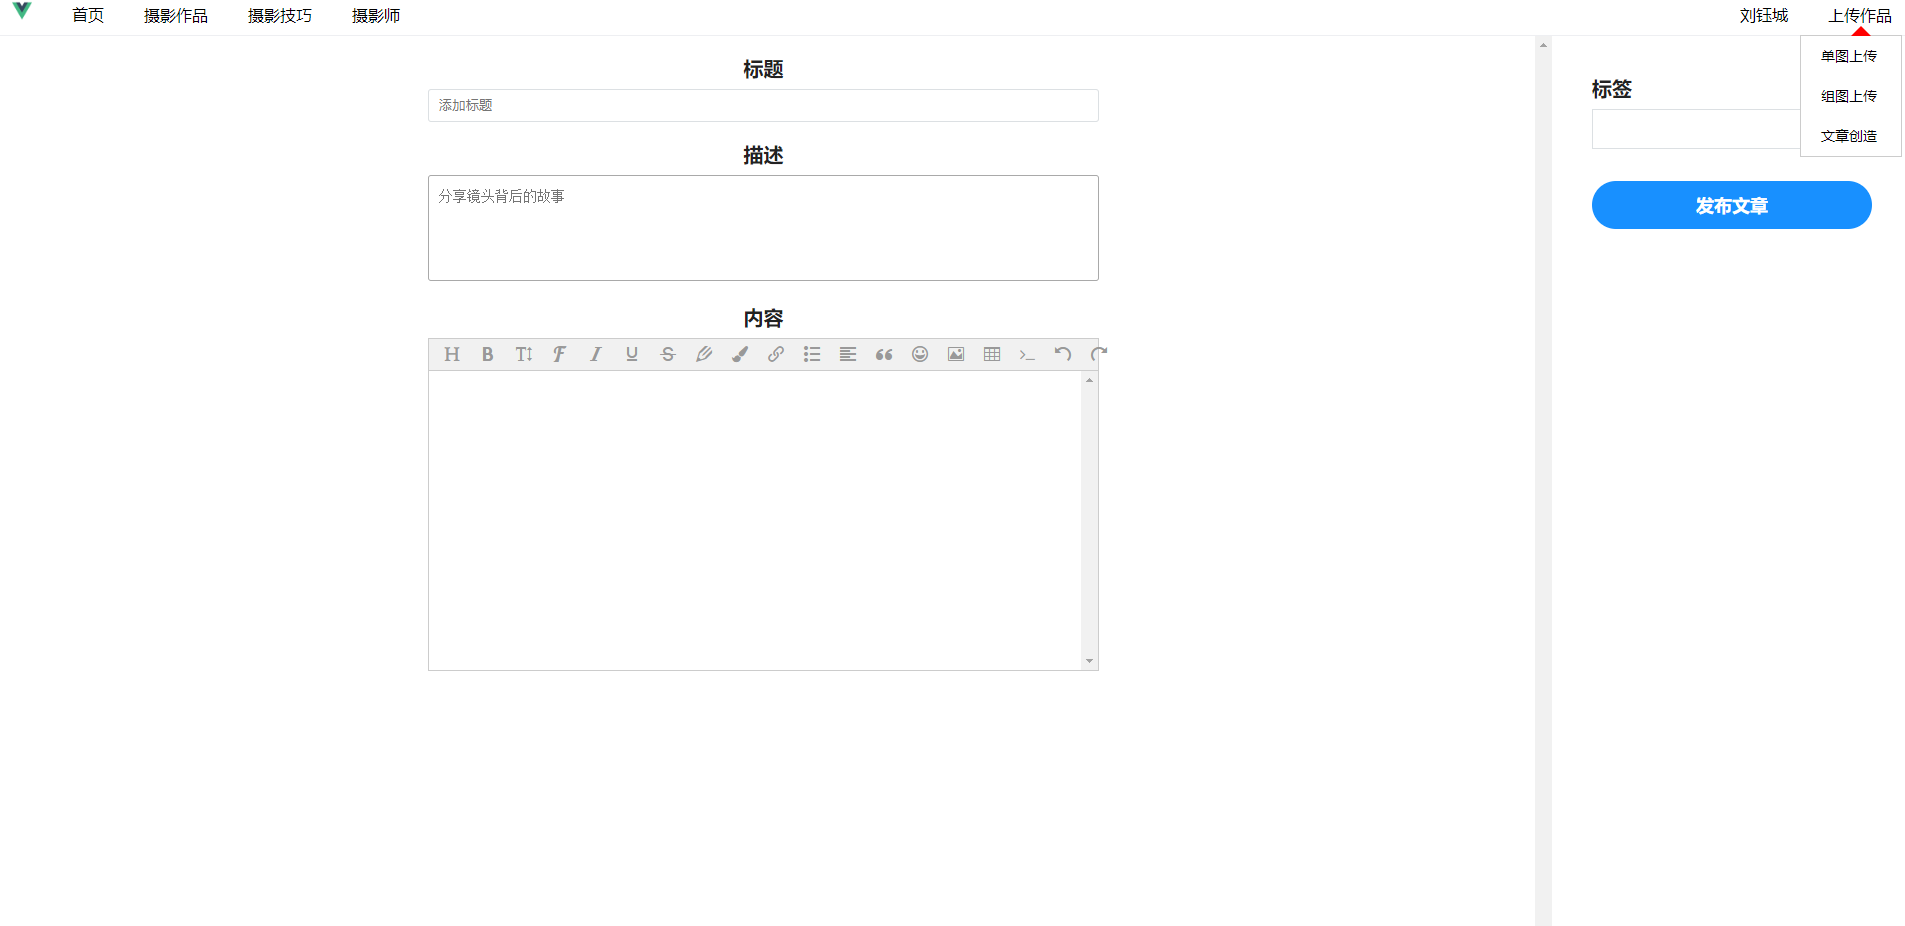 首页 摄影作品 摄影技巧 摄影师 刘钰城 上传作品
单图上传
组图上传
文章创造
标题
添加标题
描述
分享镜头背后的故事
内容
标签
发布文章